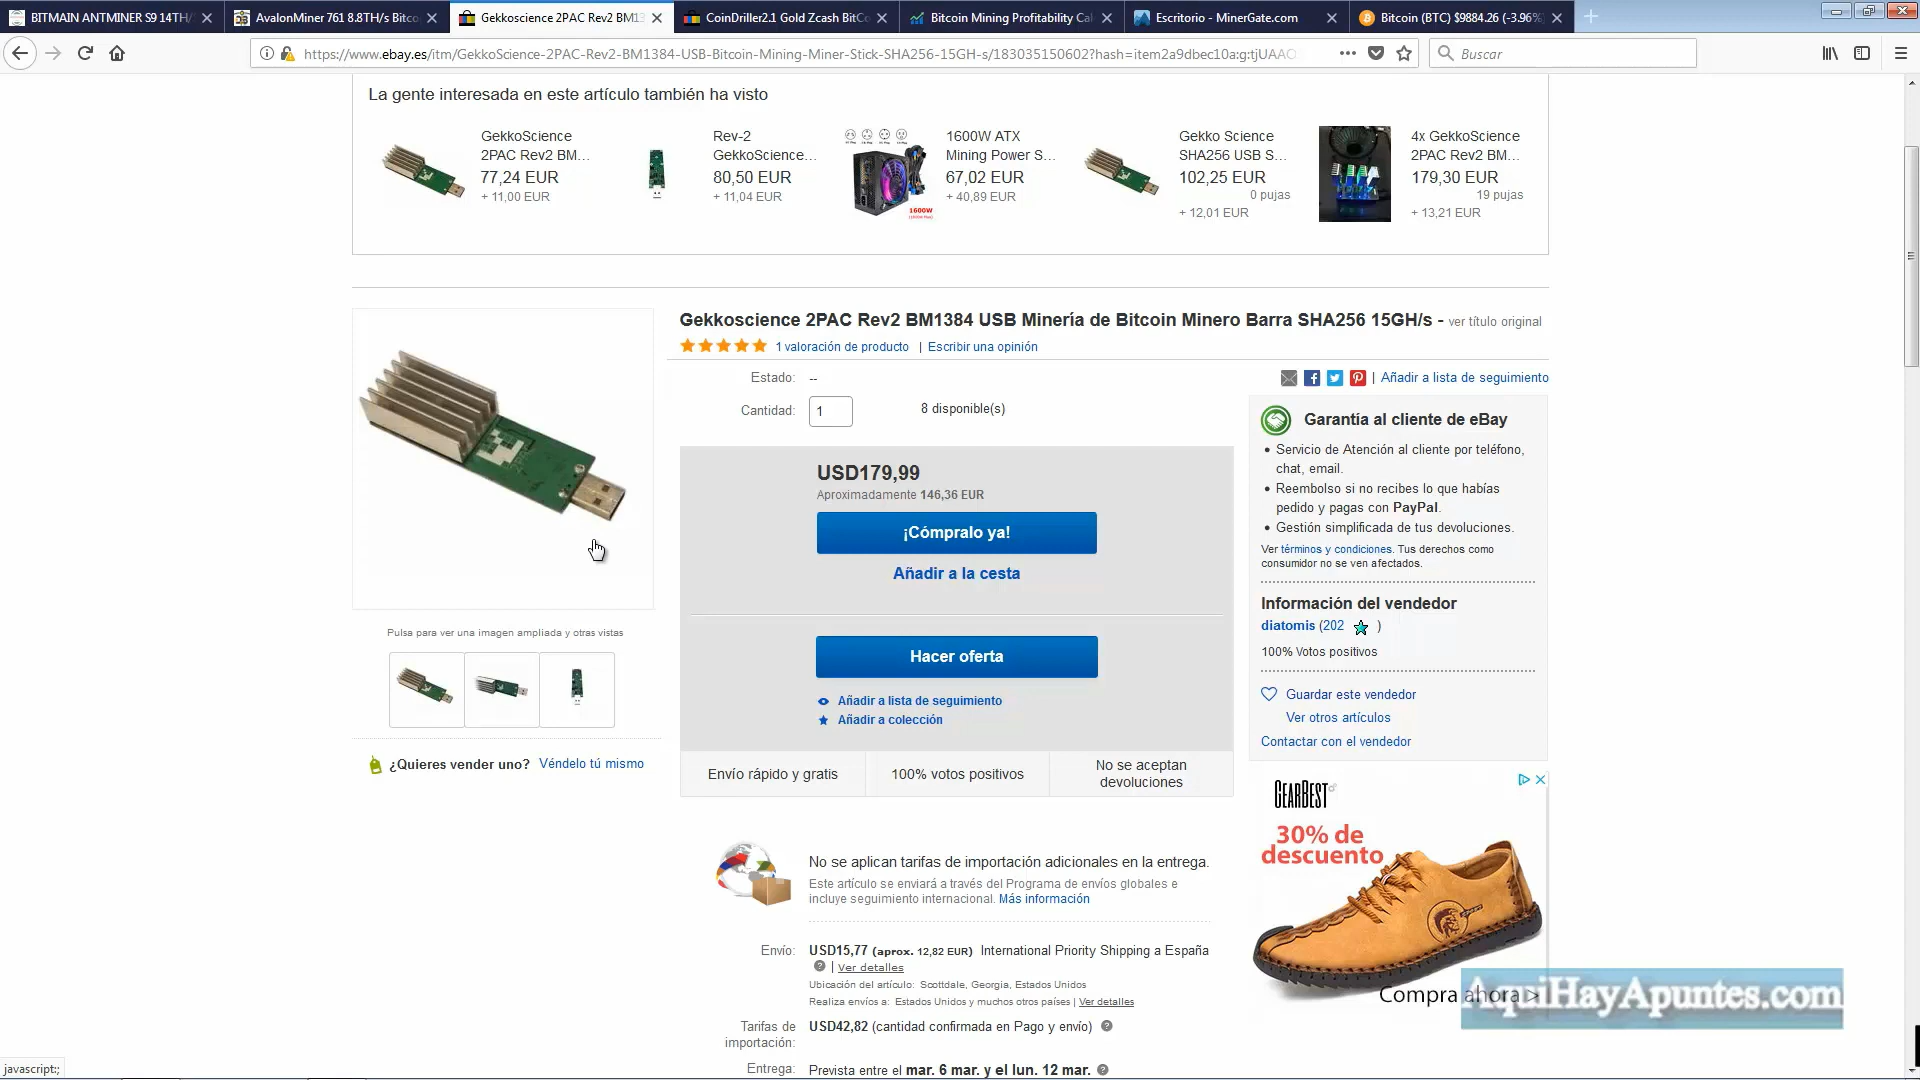 BITMAIN ANTMINER S9 14TH/
AvalonMiner 761 8.8TH/s Bitco
Gekkoscience 2PAC Rev2 BM13
CoinDriller2.1 Gold Zcash BitCo
Bitcoin Mining Profitability Cal
Escritorio - MinerGate.com
Bitcoin (BTC) $9884.26 (-3.96%)
https://www.ebay.es/itm/GekkoScience-2PAC-Rev2-BM1384-USB-Bitcoin-Mining-Miner-Stick-SHA256-15GH-s/183035150602?hash=item2a9dbec10a:g:tjUAAO
Buscar
La gente interesada en este artículo también ha visto
GekkoScience
2PAC Rev2 BM...
77,24 EUR
+ 11,00 EUR
Rev-2
GekkoScience...
80,50 EUR
+ 11,04 EUR
1600W
1600W ATX
Mining Power S...
67,02 EUR
+ 40,89 EUR
Gekko Science
SHA256 USB S...
102,25 EUR
0 pujas
+ 12,01 EUR
4x GekkoScience
2PAC Rev2 BM...
179,30 EUR
19 pujas
+ 13,21 EUR
Gekkoscience 2PAC Rev2 BM1384 USB Minería de Bitcoin Minero Barra SHA256 15GH/s - ver título original
1 valoración de producto | Escribir una opinión
Estado: --
| Añadir a lista de seguimiento
Cantidad: 1 8 disponible(s)
USD179,99
Aproximadamente 146,36 EUR
¡Cómpralo ya!
Añadir a la cesta
Hacer oferta
Añadir a lista de seguimiento
Añadir a colección
Envío rápido y gratis
100% votos positivos
No se aceptan
devoluciones
Pulsa para ver una imagen ampliada y otras vistas
¿Quieres vender uno? Véndelo tú mismo
Garantía al cliente de eBay
• Servicio de Atención al cliente por teléfono,
chat, email.
• Reembolso si no recibes lo que habías
pedido y pagas con PayPal.
• Gestión simplificada de tus devoluciones.
Ver términos y condiciones. Tus derechos como
consumidor no se ven afectados.
Información del vendedor
diatomis (202 )
100% Votos positivos
Guardar este vendedor
Ver otros artículos
Contactar con el vendedor
GEARBEST
30% de
descuento
Compra ahora >
AquiHayApuntes.com
No se aplican tarifas de importación adicionales en la entrega.
Este artículo se enviará a través del Programa de envíos globales e
incluye seguimiento internacional. Más información
Envío: USD15,77 (aprox. 12,82 EUR) International Priority Shipping a España
| Ver detalles
Ubicación del artículo: Scottdale, Georgia, Estados Unidos
Realiza envíos a: Estados Unidos y muchos otros países | Ver detalles
Tarifas de
importación:
USD42,82 (cantidad confirmada en Pago y envío)
Entrega: Prevista entre el mar. 6 mar. y el lun. 12 mar.
javascript:;